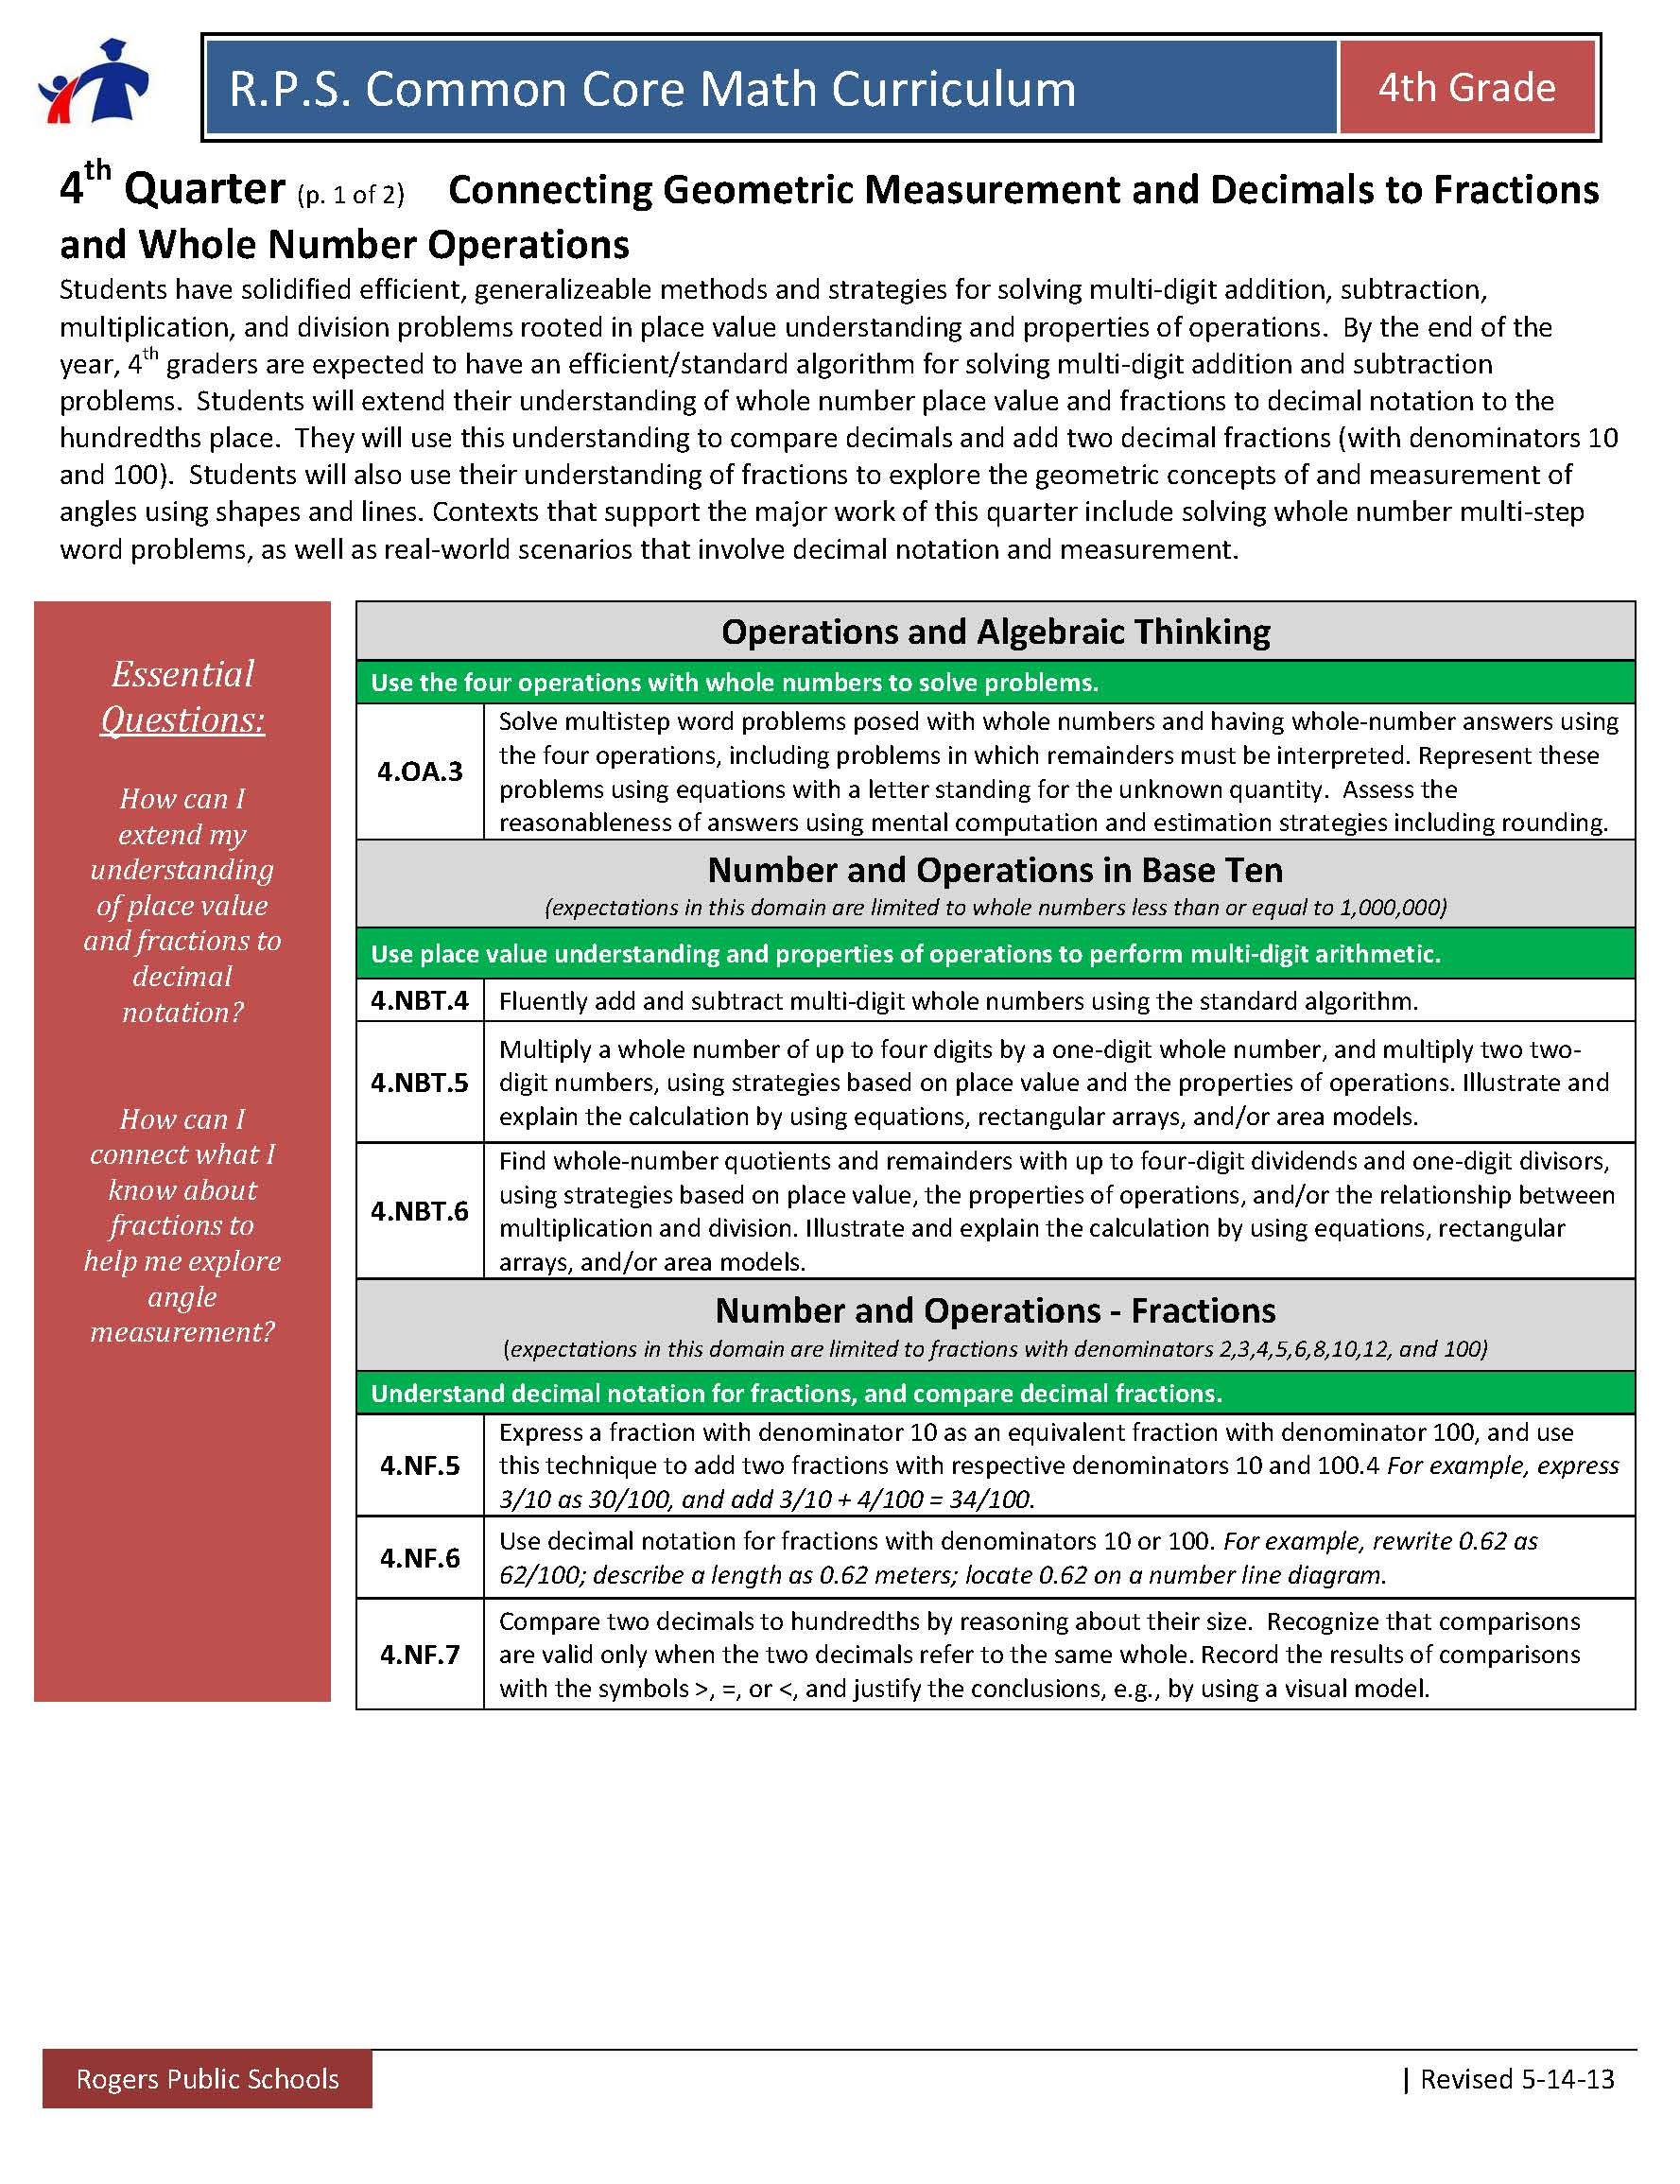 R.P.S. Common Core Math Curriculum
4th Grade
4th Quarter (p. 1 of 2) Connecting Geometric Measurement and Decimals to Fractions
and Whole Number Operations
Students have solidified efficient, generalizeable methods and strategies for solving multi-digit addition, subtraction,
multiplication, and division problems rooted in place value understanding and properties of operations. By the end of the
year, 4th graders are expected to have an efficient/standard algorithm for solving multi-digit addition and subtraction
problems. Students will extend their understanding of whole number place value and fractions to decimal notation to the
hundredths place. They will use this understanding to compare decimals and add two decimal fractions (with denominators 10
and 100). Students will also use their understanding of fractions to explore the geometric concepts of and measurement of
angles using shapes and lines. Contexts that support the major work of this quarter include solving whole number multi-step
word problems, as well as real-world scenarios that involve decimal notation and measurement.
Essential
Questions:
How can I
extend my
understanding
of place value
and fractions to
decimal
notation?
How can I
connect what I
know about
fractions to
help me explore
angle
measurement?
Operations and Algebraic Thinking
Use the four operations with whole numbers to solve problems.
4.OA.3
Solve multistep word problems posed with whole numbers and having whole-number answers using
the four operations, including problems in which remainders must be interpreted. Represent these
problems using equations with a letter standing for the unknown quantity. Assess the
reasonableness of answers using mental computation and estimation strategies including rounding.
Number and Operations in Base Ten
(expectations in this domain are limited to whole numbers less than or equal to 1,000,000)
Use place value understanding and properties of operations to perform multi-digit arithmetic.
4.NBT.4
Fluently add and subtract multi-digit whole numbers using the standard algorithm.
4.NBT.5
Multiply a whole number of up to four digits by a one-digit whole number, and multiply two two-
digit numbers, using strategies based on place value and the properties of operations. Illustrate and
explain the calculation by using equations, rectangular arrays, and/or area models.
4.NBT.6
Find whole-number quotients and remainders with up to four-digit dividends and one-digit divisors,
using strategies based on place value, the properties of operations, and/or the relationship between
multiplication and division. Illustrate and explain the calculation by using equations, rectangular
arrays, and/or area models.
Number and Operations - Fractions
(expectations in this domain are limited to fractions with denominators 2,3,4,5,6,8,10,12, and 100)
Understand decimal notation for fractions, and compare decimal fractions.
4.NF.5
Express a fraction with denominator 10 as an equivalent fraction with denominator 100, and use
this technique to add two fractions with respective denominators 10 and 100.4 For example, express
3/10 as 30/100, and add 3/10 + 4/100 = 34/100.
4.NF.6
Use decimal notation for fractions with denominators 10 or 100. For example, rewrite 0.62 as
62/100; describe a length as 0.62 meters; locate 0.62 on a number line diagram.
4.NF.7
Compare two decimals to hundredths by reasoning about their size. Recognize that comparisons
are valid only when the two decimals refer to the same whole. Record the results of comparisons
with the symbols >, =, or <, and justify the conclusions, e.g., by using a visual model.
Rogers Public Schools
| Revised 5-14-13